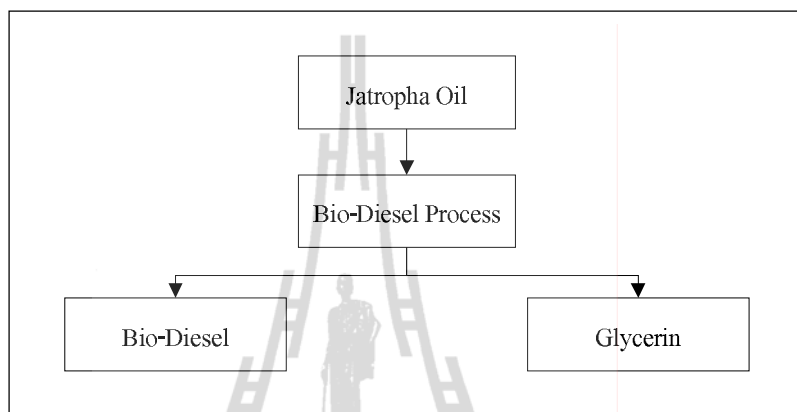 Jatropha Oil
Bio-Diesel Process
Bio-Diesel
Glycerin